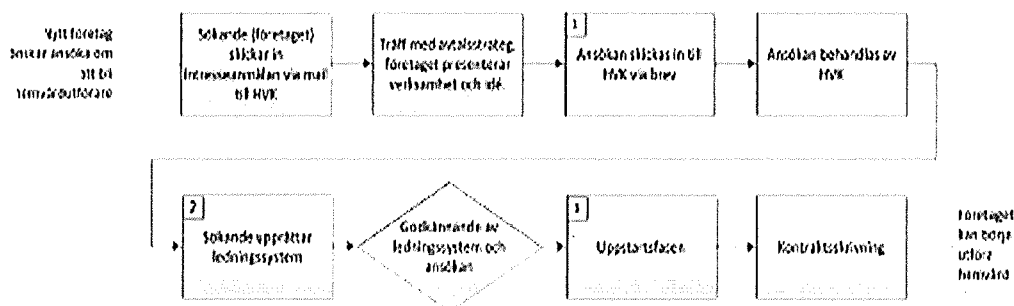 Nytt företag
önskar ansöka om
att bli
hemvårdutförare
Sökande (företaget)
skickar in
Intresseanmälan via mail
till HVK
Träff med avtalsstrateg,
företaget presenterar
verksamhet och idé.
1
Ansökan skickas in till
HVK via brev
Ansökan behandlas av
HVK
2
Sökande upprättar
ledningssystem
Godkännande av
ledningssystem och
ansökan
3
Uppstartsfasen
Kontraktsskrivning
Företaget
kan börja
utföra
hemvård